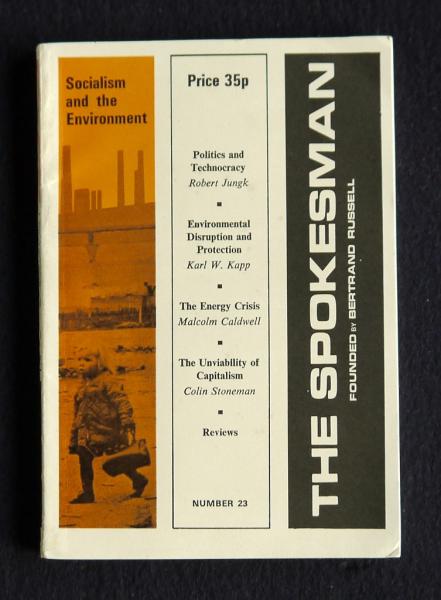 Socialism
and the
Environment
Price 35p
Politics and
Technocracy
Robert Jungk
Environmental
Disruption and
Protection
Karl W. Kapp
The Energy Crisis
Malcolm Caldwell
The Unviability of
Capitalism
Colin Stoneman
Reviews
NUMBER 23
THE SPOKESMAN
FOUNDED BY BERTRAND RUSSELL